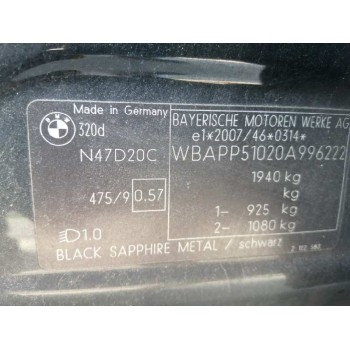 Made in Germany
BMW
320d
BAYERISCHE MOTOREN WERKE AG
e1*2007/46*0314*
N47D20C
WBAPP51020A996222
1940 kg
kg
475/9 0.57
1- 925 kg
1.0
2- 1080 kg
BLACK SAPPHIRE METAL / schwarz